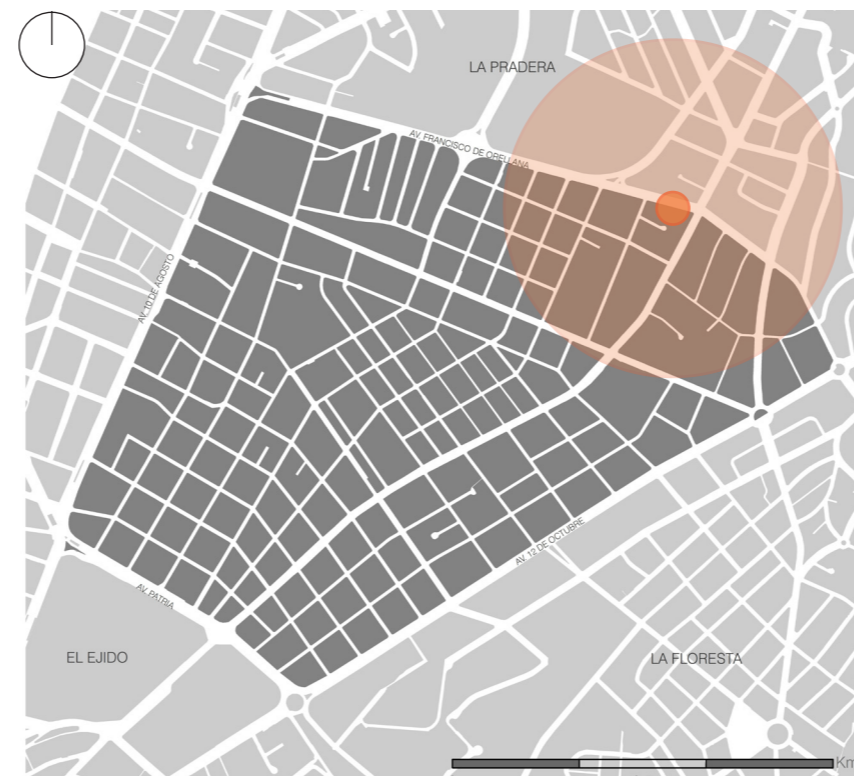 LA PRADERA
AV. FRANCISCO DE ORELLANA
AV. 10 DE AGOSTO
AV. 12 DE OCTUBRE
AV. PATRIA
EL EJIDO
LA FLORESTA
Km